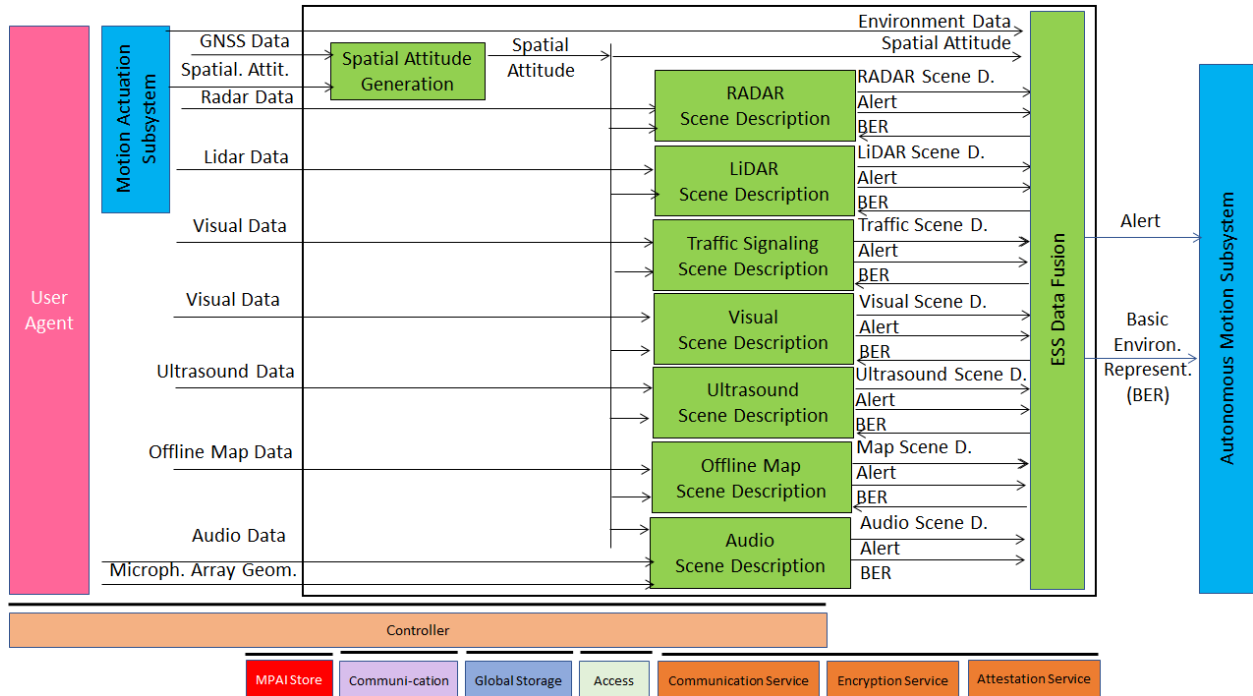 User
Agent
Motion Actuation
Subsystem
GNSS Data
Spatial. Attit.
Radar Data
Lidar Data
Visual Data
Visual Data
Ultrasound Data
Offline Map Data
Audio Data
Microph. Array Geom.
Spatial Attitude
Generation
Spatial
Attitude
Environment Data
Spatial Attitude
RADAR
Scene Description
RADAR Scene D.
Alert
BER
LiDAR
Scene Description
LiDAR Scene D.
Alert
BER
Traffic Signaling
Scene Description
Traffic Scene D.
Alert
BER
Visual
Scene Description
Visual Scene D.
Alert
BER
Ultrasound
Scene Description
Ultrasound Scene D.
Alert
BER
Offline Map
Scene Description
Map Scene D.
Alert
BER
Audio
Scene Description
Audio Scene D.
Alert
BER
ESS Data Fusion
Alert
Basic
Environ.
Represent.
(BER)
Autonomous Motion Subsystem
Controller
MPAI Store
Communi-cation
Global Storage
Access
Communication Service
Encryption Service
Attestation Service